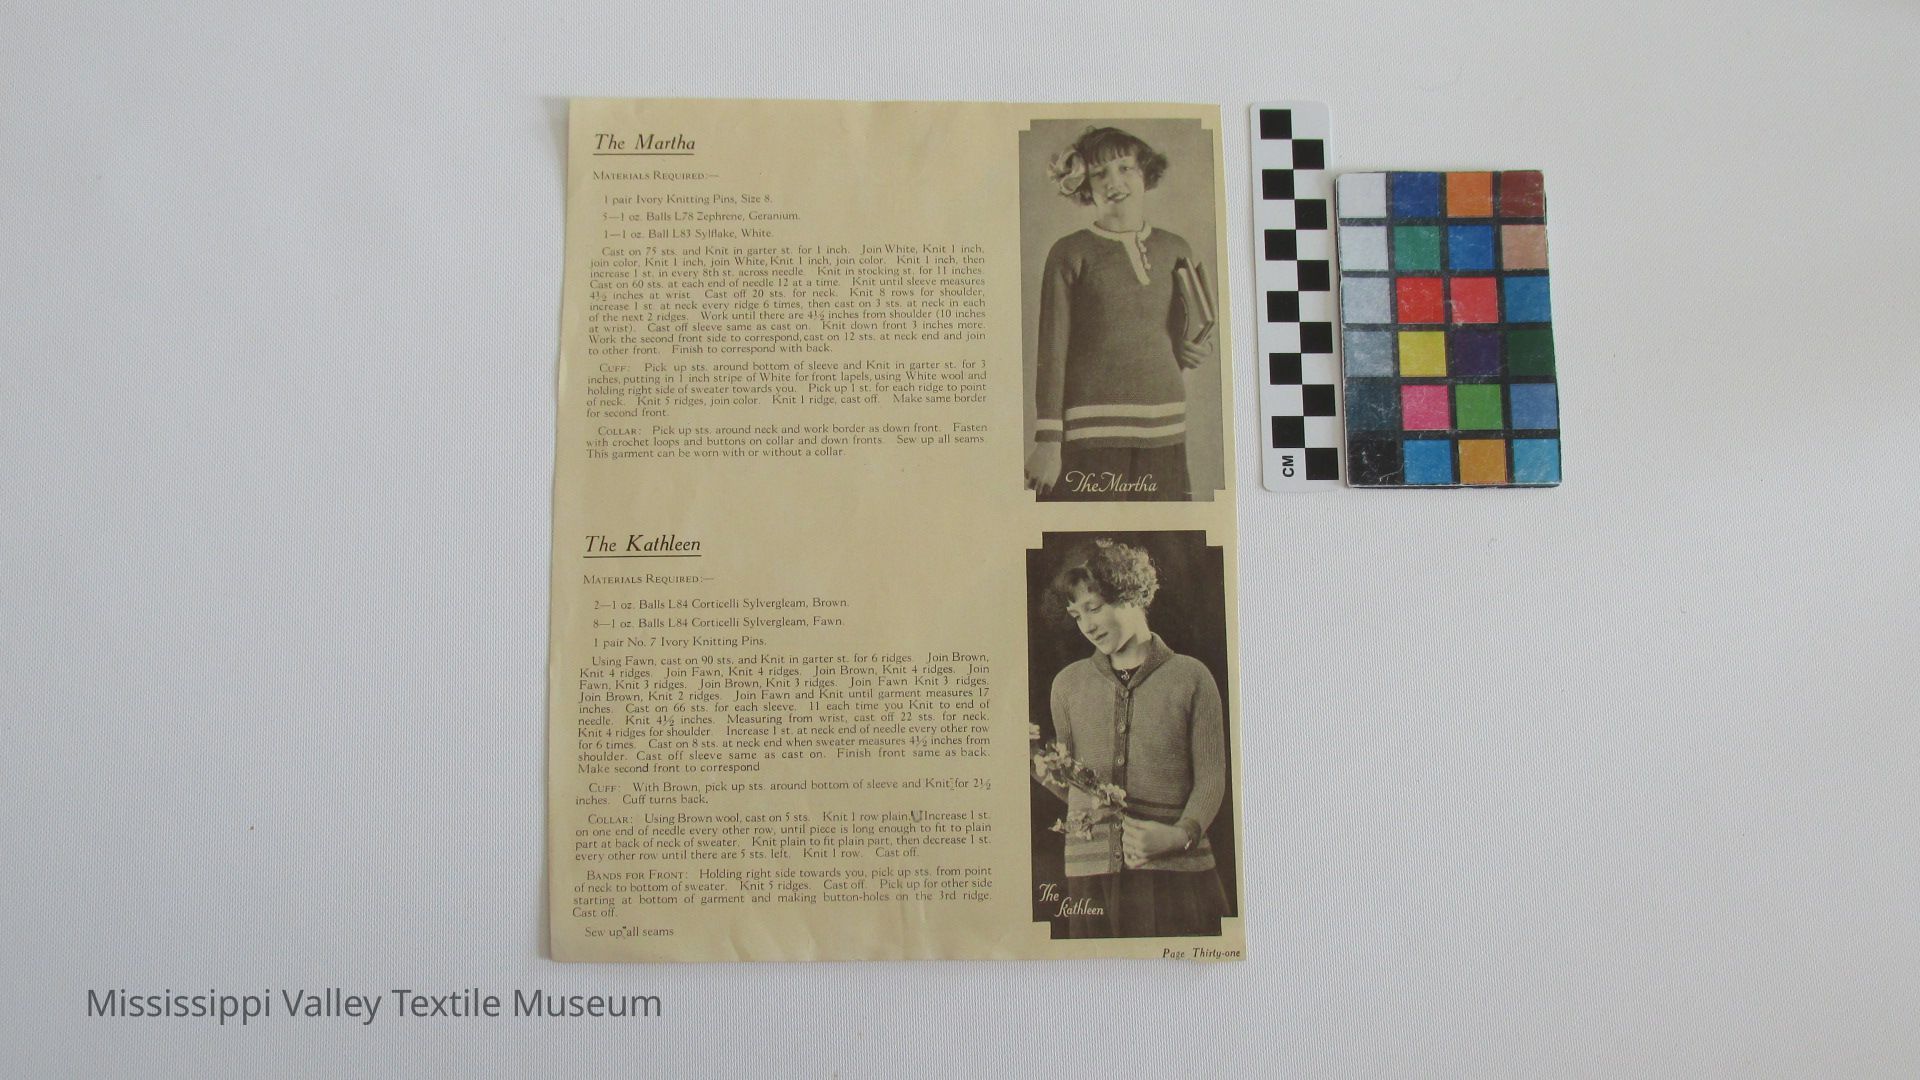 The Martha
MATERIALS REQUIRED:—
1 pair Ivory Knitting Pins, Size 8.
5—1 oz. Balls L78 Zephrene, Geranium.
1—1 oz. Ball L83 Sylflake, White.
Cast on 75 sts. and Knit in garter st. for 1 inch. Join White, Knit 1 inch,
join color, Knit 1 inch, join White, Knit 1 inch, join color. Knit 1 inch, then
increase 1 st. in every 8th st. across needle. Knit in stocking st. for 11 inches.
Cast on 60 sts. at each end of needle 12 at a time. Knit until sleeve measures
4½ inches at wrist. Cast off 20 sts. for neck. Knit 8 rows for shoulder,
increase 1 st. at neck every ridge 6 times, then cast on 3 sts. at neck in each
of the next 2 ridges. Work until there are 4½ inches from shoulder (10 inches
at wrist). Cast off sleeve same as cast on. Knit down front 3 inches more.
Work the second front side to correspond, cast on 12 sts. at neck end and join
to other front. Finish to correspond with back.
CUFF: Pick up sts. around bottom of sleeve and Knit in garter st. for 3
inches, putting in 1 inch stripe of White for front lapels, using White wool and
holding right side of sweater towards you. Pick up 1 st. for each ridge to point
of neck. Knit 5 ridges, join color. Knit 1 ridge, cast off. Make same border
for second front.
COLLAR: Pick up sts. around neck and work border as down front. Fasten
with crochet loops and buttons on collar and down fronts. Sew up all seams.
This garment can be worn with or without a collar.
The Martha
The Kathleen
MATERIALS REQUIRED:—
2—1 oz. Balls L84 Corticelli Sylvergleam, Brown.
8—1 oz. Balls L84 Corticelli Sylvergleam, Fawn.
1 pair No. 7 Ivory Knitting Pins.
Using Fawn, cast on 90 sts. and Knit in garter st. for 6 ridges. Join Brown,
Knit 4 ridges. Join Fawn, Knit 4 ridges. Join Brown, Knit 4 ridges. Join
Fawn, Knit 3 ridges. Join Brown, Knit 3 ridges. Join Fawn Knit 3 ridges.
Join Brown, Knit 2 ridges. Join Fawn and Knit until garment measures 17
inches. Cast on 66 sts. for each sleeve. 11 each time you Knit to end of
needle. Knit 4½ inches. Measuring from wrist, cast off 22 sts. for neck.
Knit 4 ridges for shoulder. Increase 1 st. at neck end of needle every other row
for 6 times. Cast on 8 sts. at neck end when sweater measures 4½ inches from
shoulder. Cast off sleeve same as cast on. Finish front same as back.
Make second front to correspond
CUFF: With Brown, pick up sts. around bottom of sleeve and Knit for 2½
inches. Cuff turns back.
COLLAR: Using Brown wool, cast on 5 sts. Knit 1 row plain. Increase 1 st.
on one end of needle every other row, until piece is long enough to fit to plain
part at back of neck of sweater. Knit plain to fit plain part, then decrease 1 st.
every other row until there are 5 sts. left. Knit 1 row. Cast off.
BANDS FOR FRONT: Holding right side towards you, pick up sts. from point
of neck to bottom of sweater. Knit 5 ridges. Cast off. Pick up for other side
starting at bottom of garment and making button-holes on the 3rd ridge.
Cast off.
Sew up all seams
The
Kathleen
Page Thirty-one
CM
Mississippi Valley Textile Museum